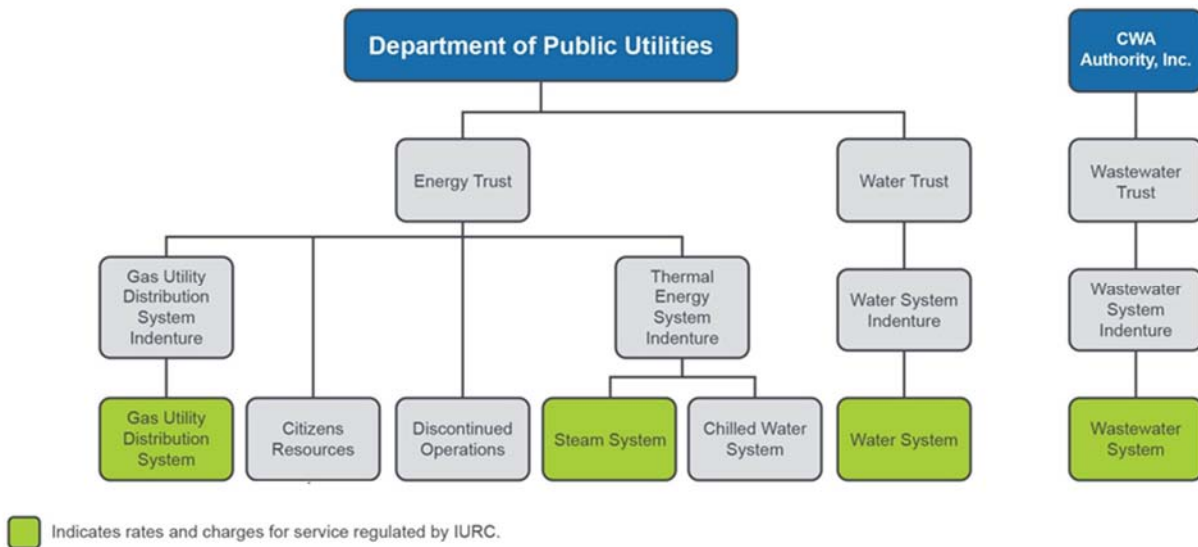 Department of Public Utilities
CWA
Authority, Inc.
Energy Trust
Water Trust
Wastewater
Trust
Gas Utility
Distribution
System
Indenture
Thermal
Energy
System
Indenture
Water System
Indenture
Wastewater
System
Indenture
Gas Utility
Distribution
System
Citizens
Resources
Discontinued
Operations
Steam System
Chilled Water
System
Water System
Wastewater
System
Indicates rates and charges for service regulated by IURC.